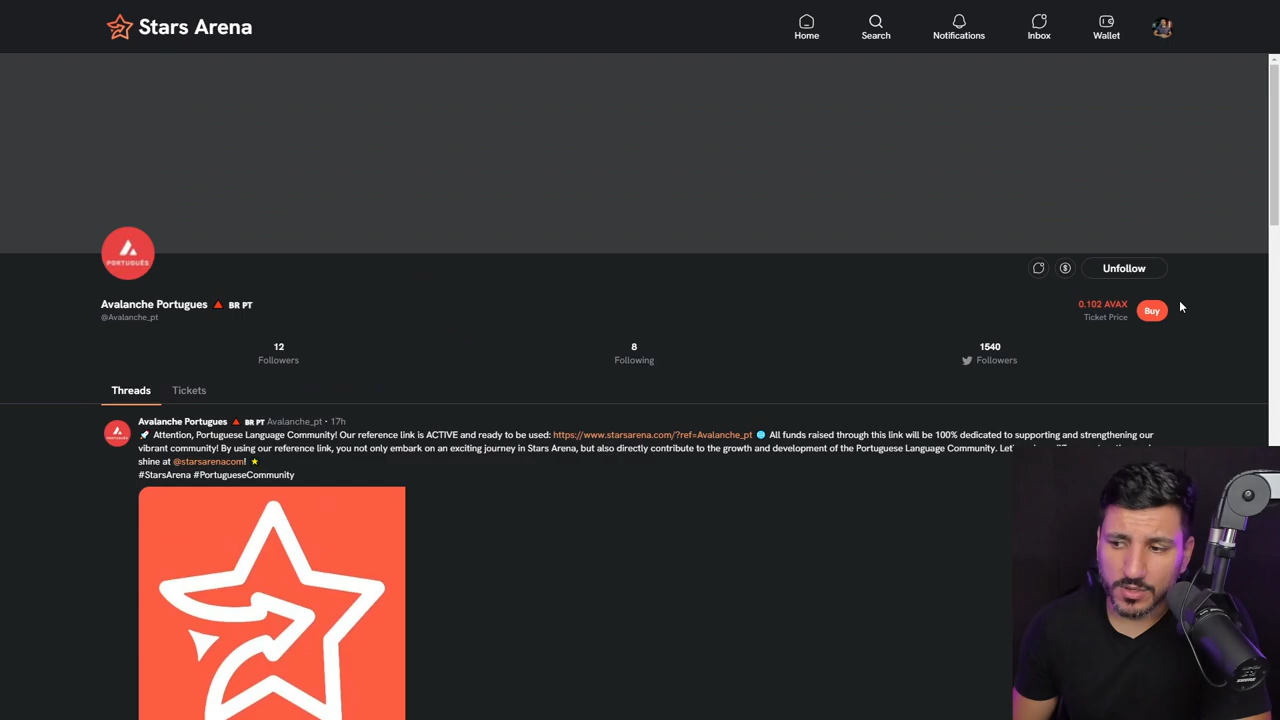 Stars Arena
Home
Search
Notifications
Inbox
Wallet
PORTUGUÊS
Unfollow
Avalanche Portugues 🔺 BR PT
@Avalanche_pt
0.102 AVAX
Ticket Price
Buy
12
Followers
8
Following
1540
Followers
Threads
Tickets
Avalanche Portugues 🔺 BR PT Avalanche_pt · 17h
🚀 Attention, Portuguese Language Community! Our reference link is ACTIVE and ready to be used: https://www.starsarena.com/?ref=Avalanche_pt 🌐 All funds raised through this link will be 100% dedicated to supporting and strengthening our
vibrant community! By using our reference link, you not only embark on an exciting journey in Stars Arena, but also directly contribute to the growth and development of the Portuguese Language Community.
shine at @starsarenacom! ⭐
#StarsArena #PortugueseCommunity